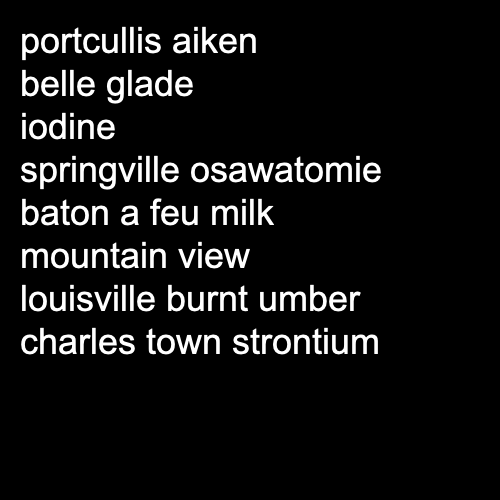 portcullis aiken
belle glade
iodine
springville osawatomie
baton a feu milk
mountain view
louisville burnt umber
charles town strontium